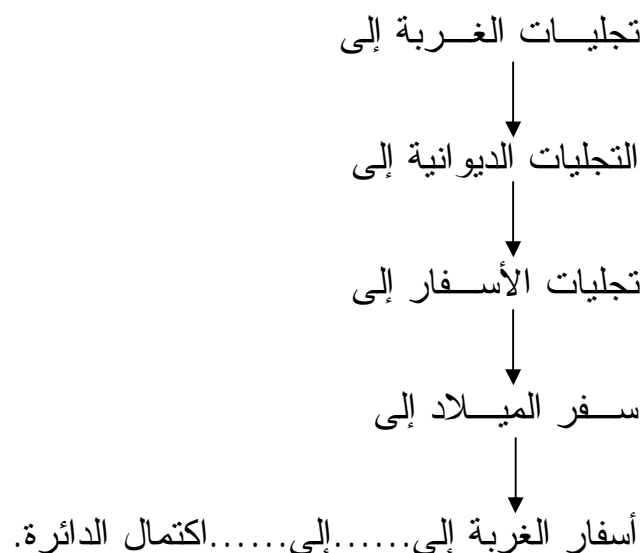 تجليات الغربة إلى
التجليات الديوانية إلى
تجليات الأسفار إلى
سفر الميلاد إلى
أسفار الغربة إلى......إلى......اكتمال الدائرة.